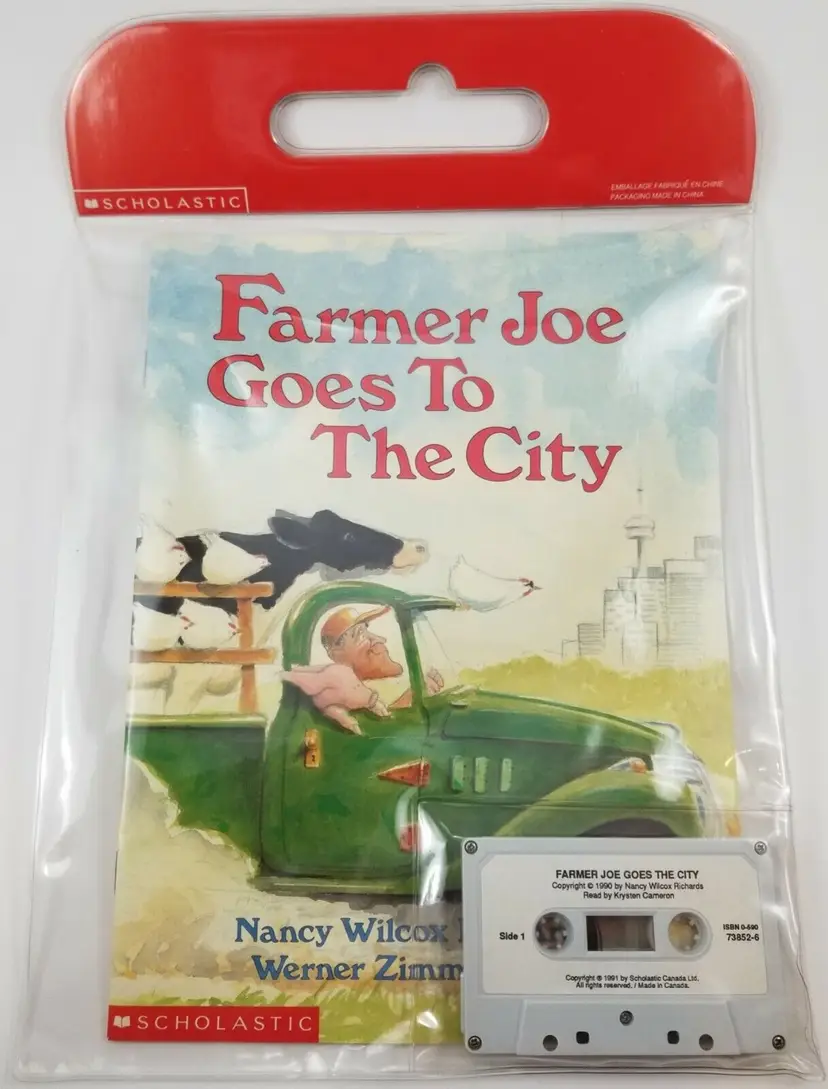 SCHOLASTIC
EMBALLAGE FABRIQUÉ EN CHINE
PACKAGING MADE IN CHINA
Farmer Joe
Goes To
The City
Nancy Wilcox
Werner Zimm
SCHOLASTIC
FARMER JOE GOES THE CITY
Copyright © 1990 by Nancy Wilcox Richards
Read by Krysten Cameron
Side 1
ISBN 0-590
73852-6
Copyright ℗ 1991 by Scholastic Canada Ltd.
All rights reserved. / Made in Canada.